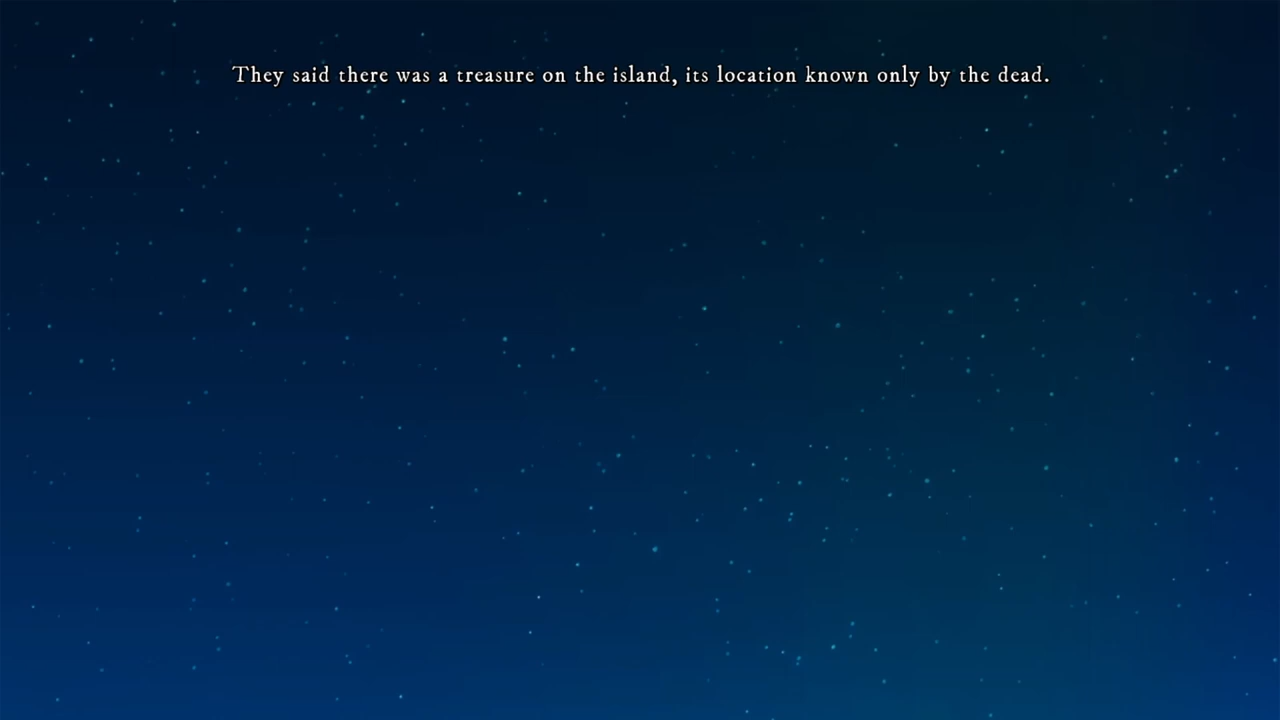 They said there was a treasure on the island, its location known only by the dead.